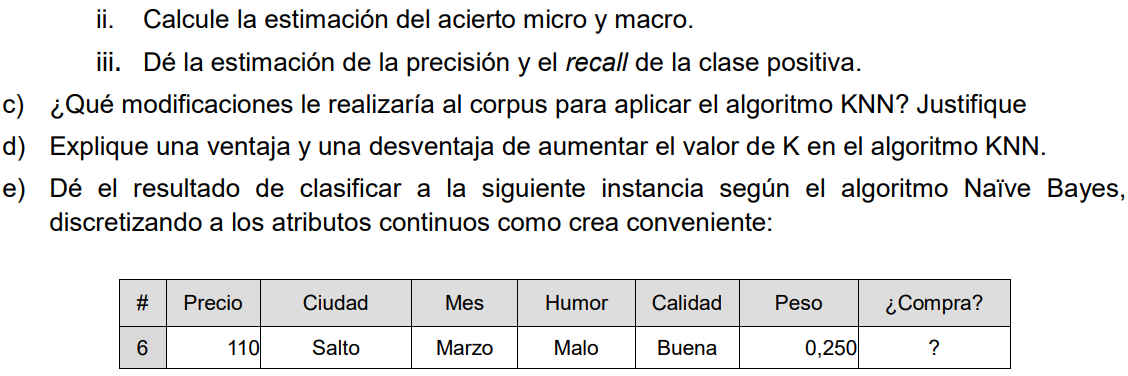 ii. Calcule la estimación del acierto micro y macro.
iii. Dé la estimación de la precisión y el recall de la clase positiva.
c) ¿Qué modificaciones le realizaría al corpus para aplicar el algoritmo KNN? Justifique
d) Explique una ventaja y una desventaja de aumentar el valor de K en el algoritmo KNN.
e) Dé el resultado de clasificar a la siguiente instancia según el algoritmo Naïve Bayes,
discretizando a los atributos continuos como crea conveniente:
# Precio Ciudad Mes Humor Calidad Peso ¿Compra?
6 110 Salto Marzo Malo Buena 0,250 ?